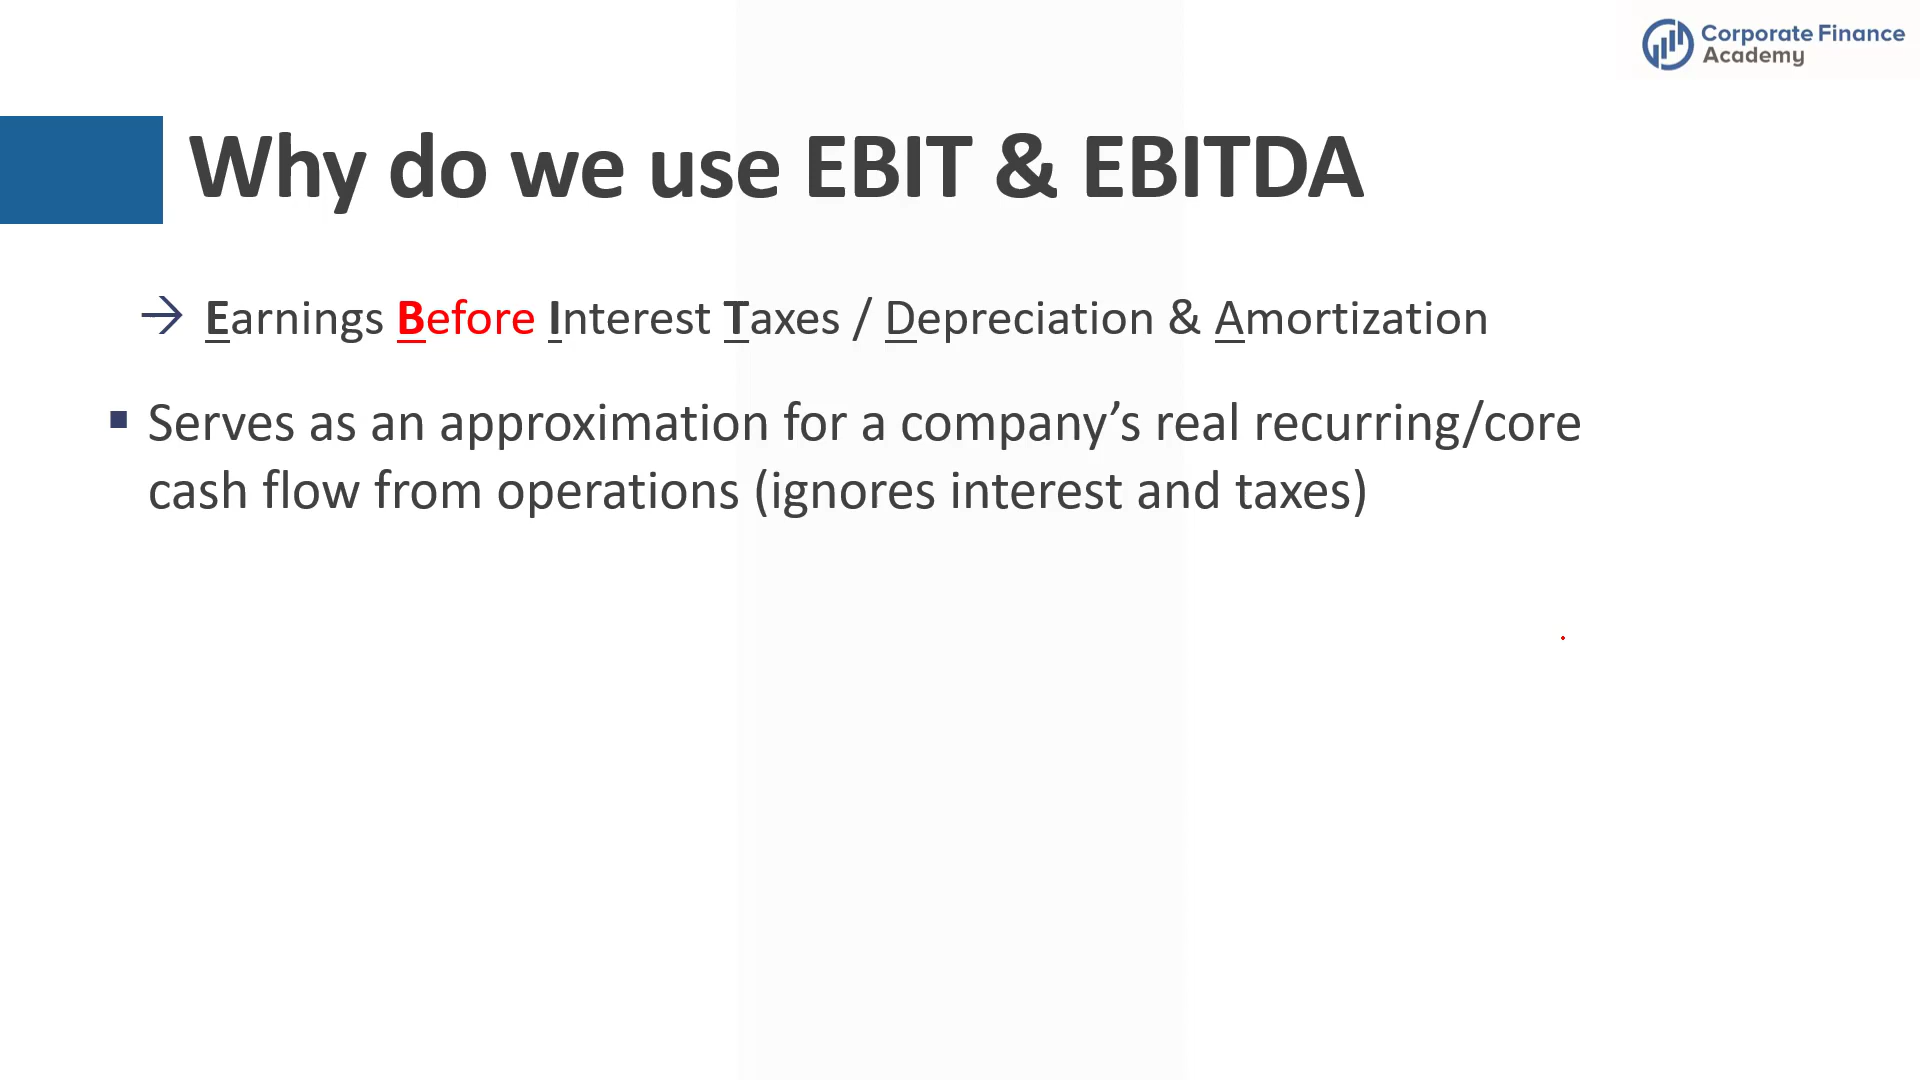 Corporate Finance
Academy
Why do we use EBIT & EBITDA
→ Earnings Before Interest Taxes / Depreciation & Amortization
▪ Serves as an approximation for a company’s real recurring/core
cash flow from operations (ignores interest and taxes)